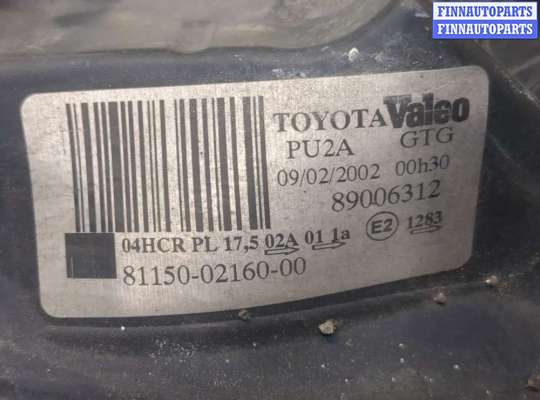 FINNAUTOPARTS
FINNAUTOPARTS
TOYOTA Valeo
PU2A GTG
09/02/2002 00h30
89006312
04HCR PL 17,5 02A 01 1a E2 1283
81150-02160-00